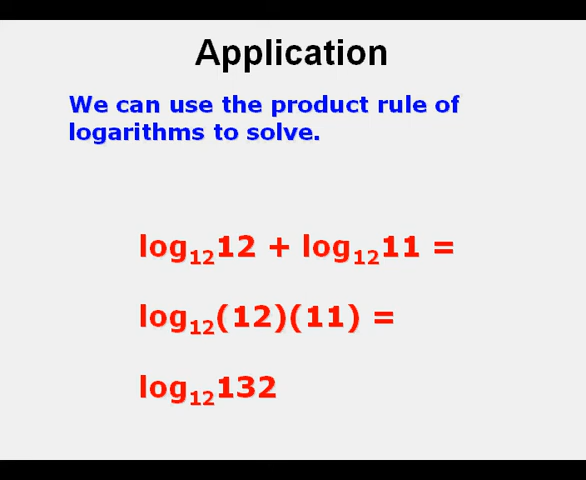 Application
We can use the product rule of
logarithms to solve.
log₁₂12 + log₁₂11 =
log₁₂(12)(11) =
log₁₂132